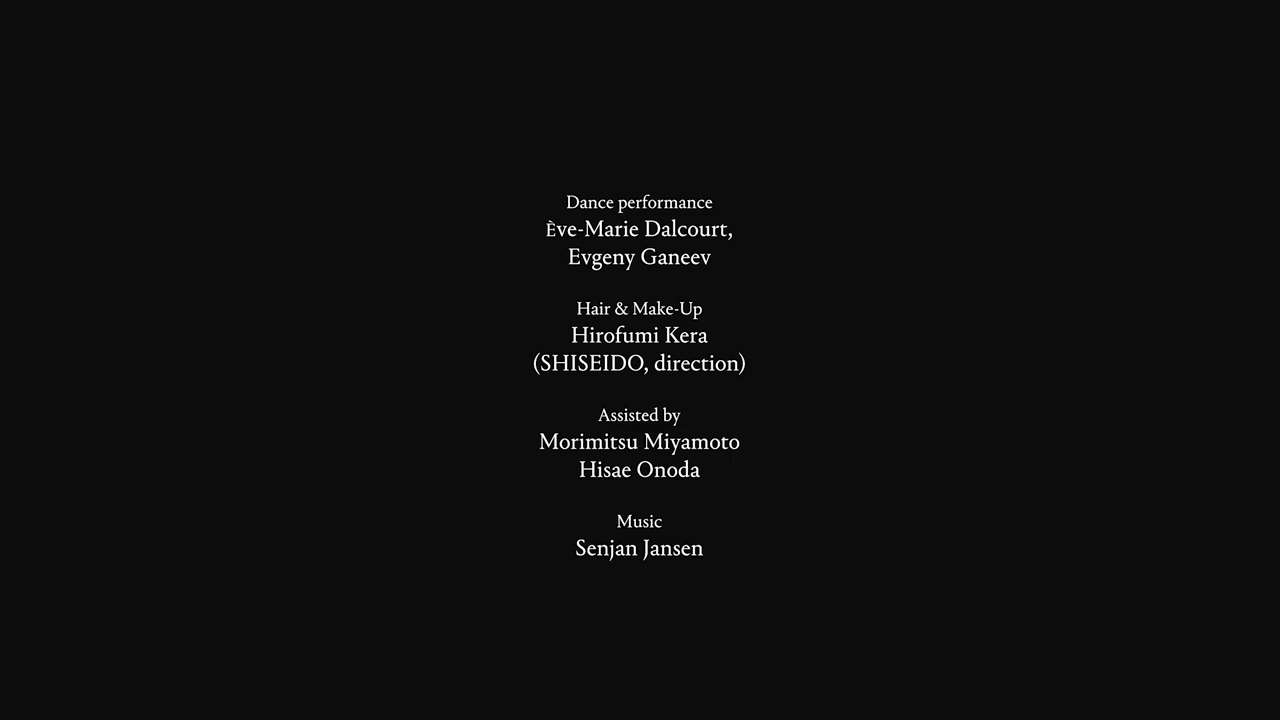 Dance performance
Ève-Marie Dalcourt,
Evgeny Ganeev
Hair & Make-Up
Hirofumi Kera
(SHISEIDO, direction)
Assisted by
Morimitsu Miyamoto
Hisae Onoda
Music
Senjan Jansen